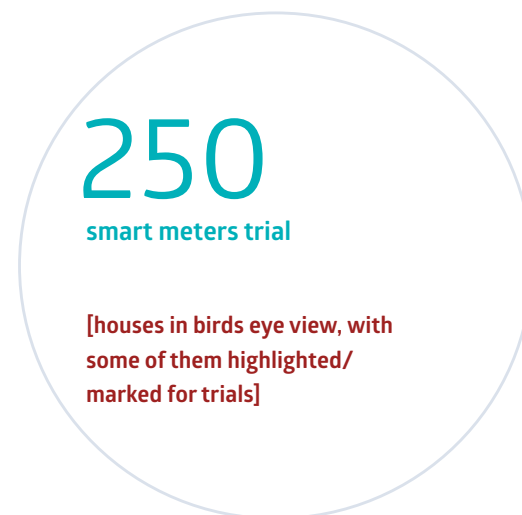 250
smart meters trial
[houses in birds eye view, with
some of them highlighted/
marked for trials]